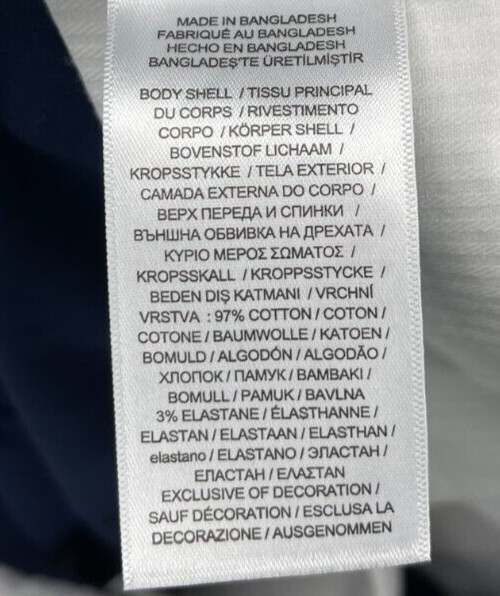 MADE IN BANGLADESH
FABRIQUÉ AU BANGLADESH
HECHO EN BANGLADESH
BANGLADEŞ'TE ÜRETİLMİŞTİR
BODY SHELL / TISSU PRINCIPAL
DU CORPS / RIVESTIMENTO
CORPO / KÖRPER SHELL /
BOVENSTOF LICHAAM /
KROPSSTYKKE / TELA EXTERIOR /
CAMADA EXTERNA DO CORPO /
ВЕРХ ПЕРЕДА И СПИНКИ /
ВЪНШНА ОБВИВКА НА ДРЕХАТА /
ΚΥΡΙΟ ΜΕΡΟΣ ΣΩΜΑΤΟΣ /
KROPSSKALL / KROPPSSTYCKE /
BEDEN DIŞ KATMANI / VRCHNÍ
VRSTVA : 97% COTTON / COTON /
COTONE / BAUMWOLLE / KATOEN /
BOMULD / ALGODÓN / ALGODÃO /
ХЛОПОК / ПАМУК / ΒΑΜΒΑΚΙ /
BOMULL / PAMUK / BAVLNA
3% ELASTANE / ÉLASTHANNE /
ELASTAN / ELASTAAN / ELASTHAN /
elastano / ELASTANO / ЭЛАСТАН /
ЕЛАСТАН / ΕΛΑΣΤΑΝ
EXCLUSIVE OF DECORATION /
SAUF DÉCORATION / ESCLUSA LA
DECORAZIONE / AUSGENOMMEN